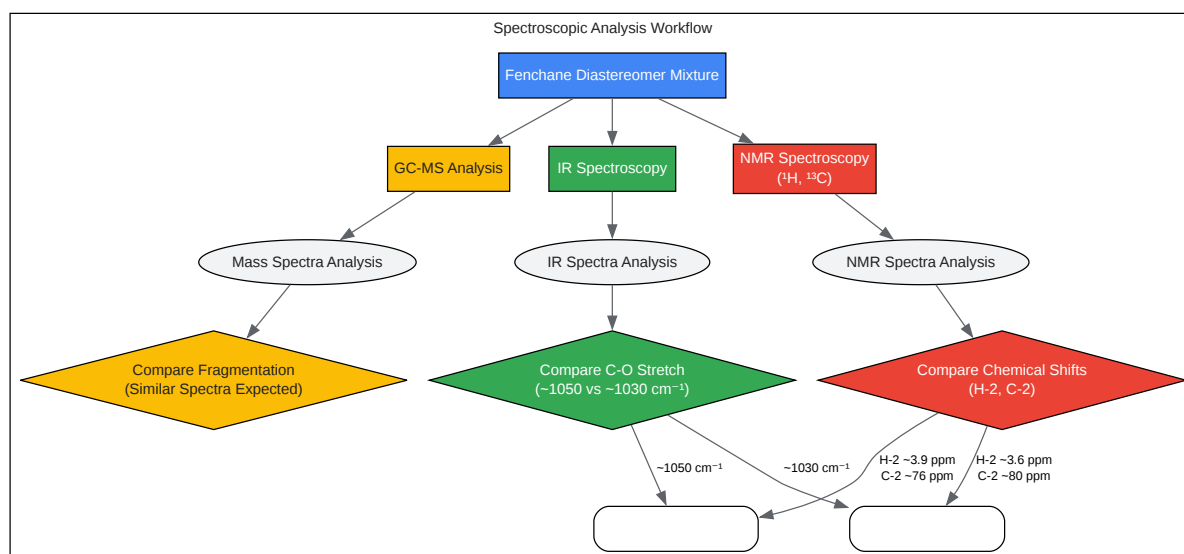 Spectroscopic Analysis Workflow
Fenchane Diastereomer Mixture
GC-MS Analysis
IR Spectroscopy
NMR Spectroscopy
(¹H, ¹³C)
Mass Spectra Analysis
IR Spectra Analysis
NMR Spectra Analysis
Compare Fragmentation
(Similar Spectra Expected)
Compare C-O Stretch
(~1050 vs ~1030 cm⁻¹)
Compare Chemical Shifts
(H-2, C-2)
~1050 cm⁻¹
~1030 cm⁻¹
H-2 ~3.9 ppm
C-2 ~76 ppm
H-2 ~3.6 ppm
C-2 ~80 ppm